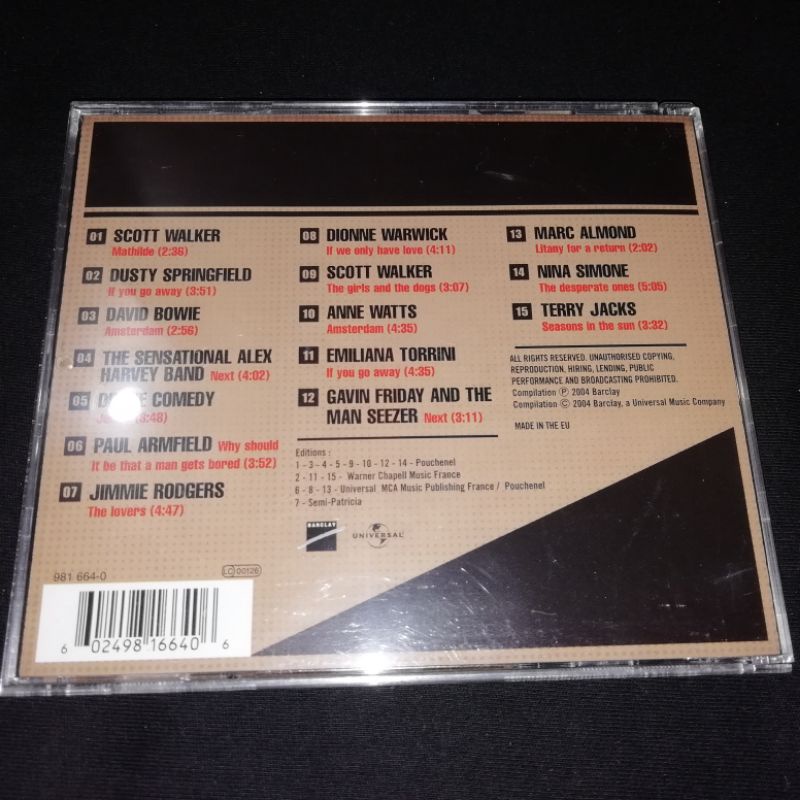 01 SCOTT WALKER
Mathilde (2:36)
02 DUSTY SPRINGFIELD
If you go away (3:51)
03 DAVID BOWIE
Amsterdam (2:56)
04 THE SENSATIONAL ALEX
HARVEY BAND Next (4:02)
05 COMEDY
(3:48)
06 PAUL ARMFIELD Why should
It be that a man gets bored (3:52)
07 JIMMIE RODGERS
The lovers (4:47)
08 DIONNE WARWICK
If we only have love (4:11)
09 SCOTT WALKER
The girls and the dogs (3:07)
10 ANNE WATTS
Amsterdam (4:35)
11 EMILIANA TORRINI
If you go away (4:35)
12 GAVIN FRIDAY AND THE
MAN SEEZER Next (3:11)
13 MARC ALMOND
Litany for a return (2:02)
14 NINA SIMONE
The desperate ones (5:05)
15 TERRY JACKS
Seasons in the sun (3:32)
ALL RIGHTS RESERVED. UNAUTHORISED COPYING,
REPRODUCTION, HIRING, LENDING, PUBLIC
PERFORMANCE AND BROADCASTING PROHIBITED.
Compilation Ⓟ 2004 Barclay
Compilation © 2004 Barclay, a Universal Music Company
MADE IN THE EU
Editions :
1 - 3 - 4 - 5 - 9 - 10 - 12 - 14 - Pouchenel
2 - 11 - 15 - Warner Chapell Music France
6 - 8 - 13 - Universal MCA Music Publishing France / Pouchenel
7 - Semi-Patricia
BARCLAY
UNIVERSAL
981 664-0
LC 00126
6 02498 16640 6